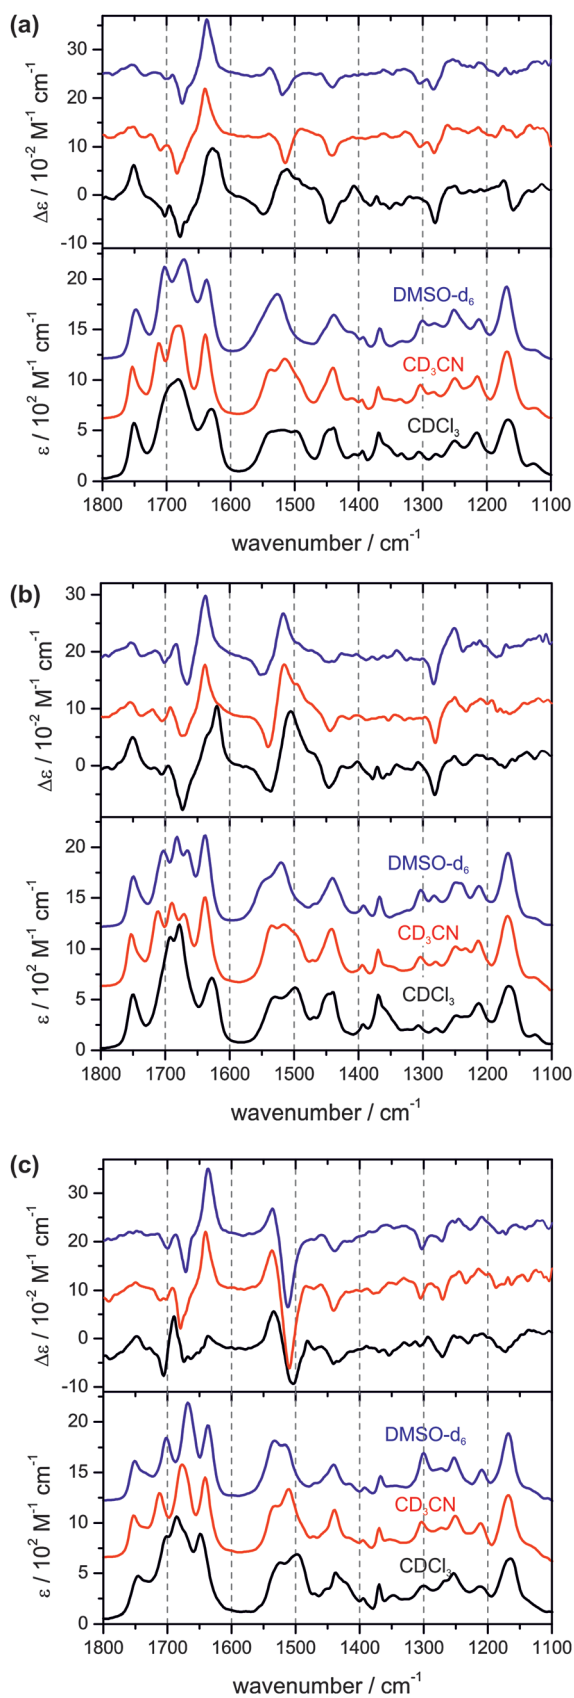 (a)
30
20
10
0
-10
Δε / 10⁻² M⁻¹ cm⁻¹
20
15
10
5
0
ε / 10² M⁻¹ cm⁻¹
DMSO-d₆
CD₃CN
CDCl₃
1800 1700 1600 1500 1400 1300 1200 1100
wavenumber / cm⁻¹
(b)
30
20
10
0
Δε / 10⁻² M⁻¹ cm⁻¹
20
15
10
5
0
ε / 10² M⁻¹ cm⁻¹
DMSO-d₆
CD₃CN
CDCl₃
1800 1700 1600 1500 1400 1300 1200 1100
wavenumber / cm⁻¹
(c)
30
20
10
0
-10
Δε / 10⁻² M⁻¹ cm⁻¹
15
10
5
0
ε / 10² M⁻¹ cm⁻¹
DMSO-d₆
CD₃CN
CDCl₃
1800 1700 1600 1500 1400 1300 1200 1100
wavenumber / cm⁻¹